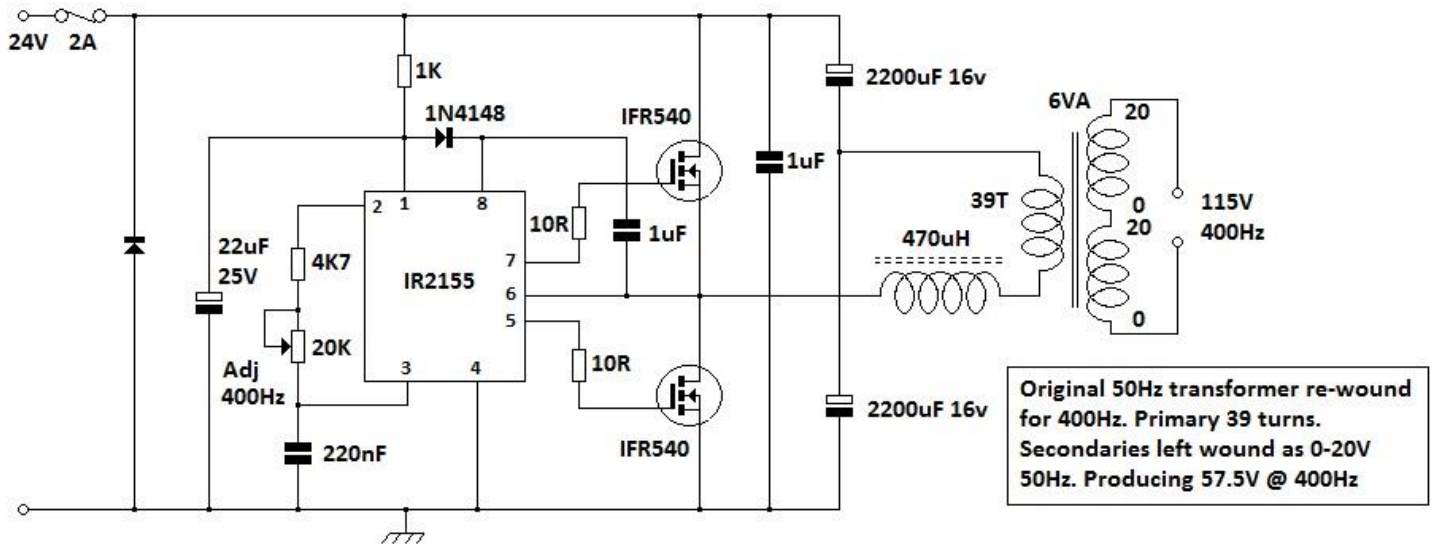 24V 2A
1K
1N4148
IFR540
2200uF 16v
6VA
20
0
20
0
115V
400Hz
39T
1uF
470uH
1uF
10R
2
1
8
7
6
5
3
4
IR2155
22uF
25V
4K7
20K
Adj
400Hz
220nF
10R
IFR540
2200uF 16v
Original 50Hz transformer re-wound
for 400Hz. Primary 39 turns.
Secondaries left wound as 0-20V
50Hz. Producing 57.5V @ 400Hz